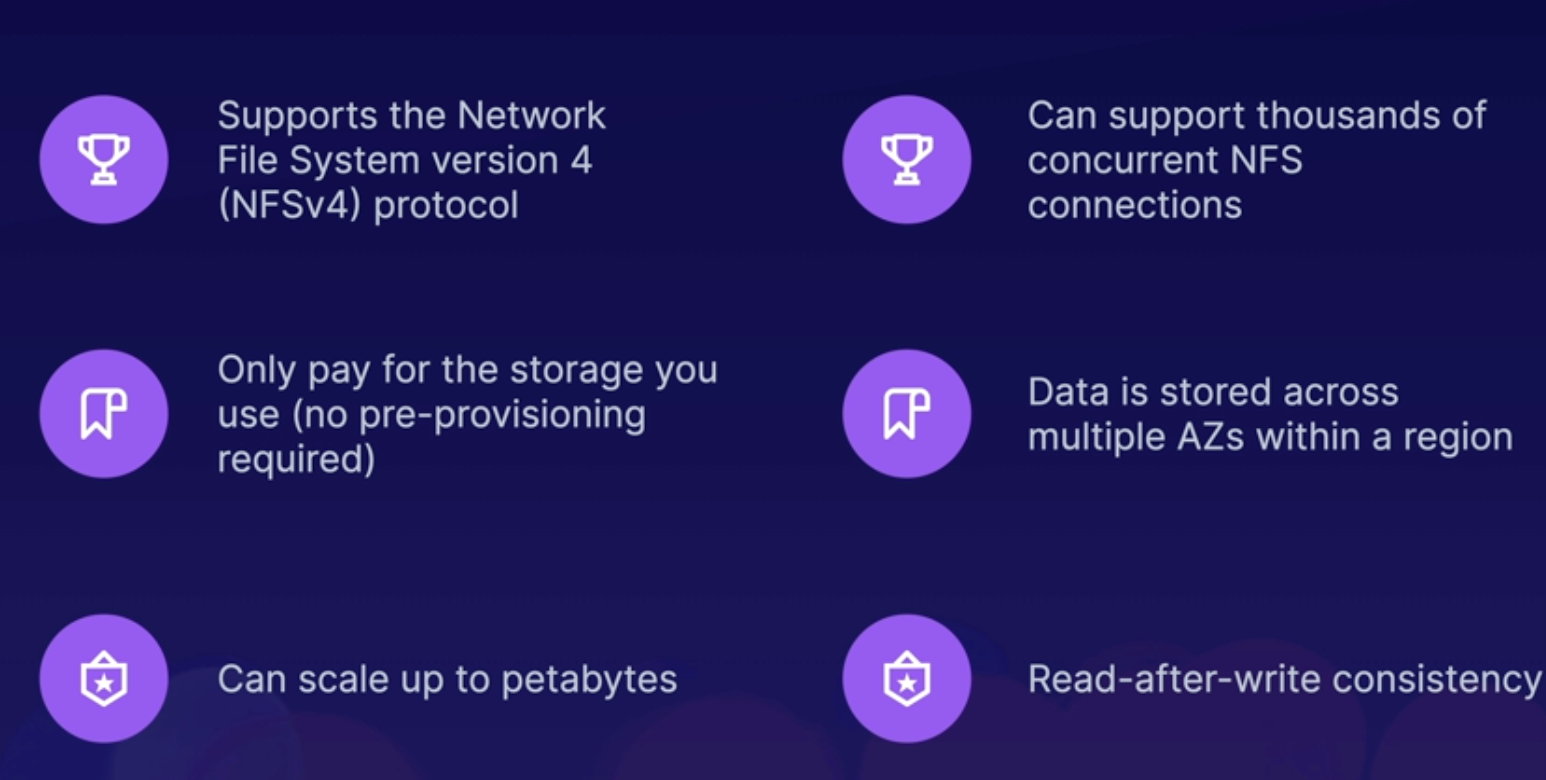 Supports the Network
File System version 4
(NFSv4) protocol
Can support thousands of
concurrent NFS
connections
Only pay for the storage you
use (no pre-provisioning
required)
Data is stored across
multiple AZs within a region
Can scale up to petabytes
Read-after-write consistency